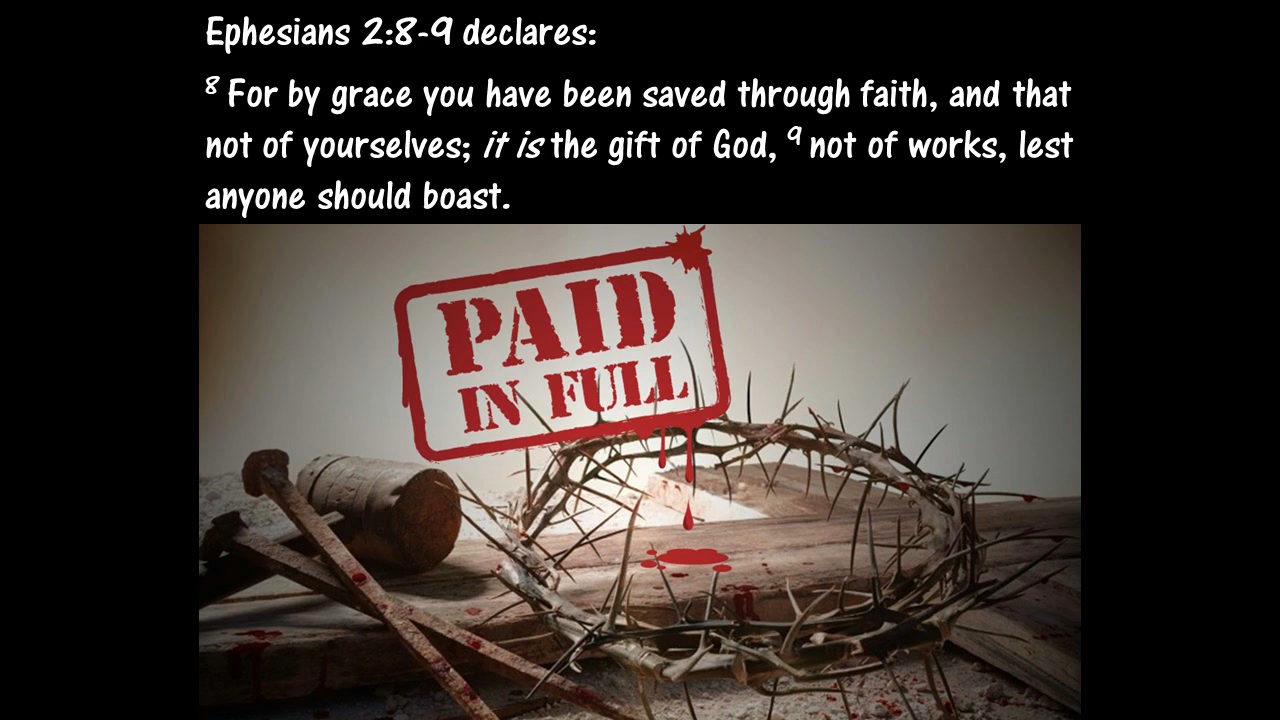 Ephesians 2:8-9 declares:
8 For by grace you have been saved through faith, and that
not of yourselves; it is the gift of God, 9 not of works, lest
anyone should boast.
PAID
IN FULL